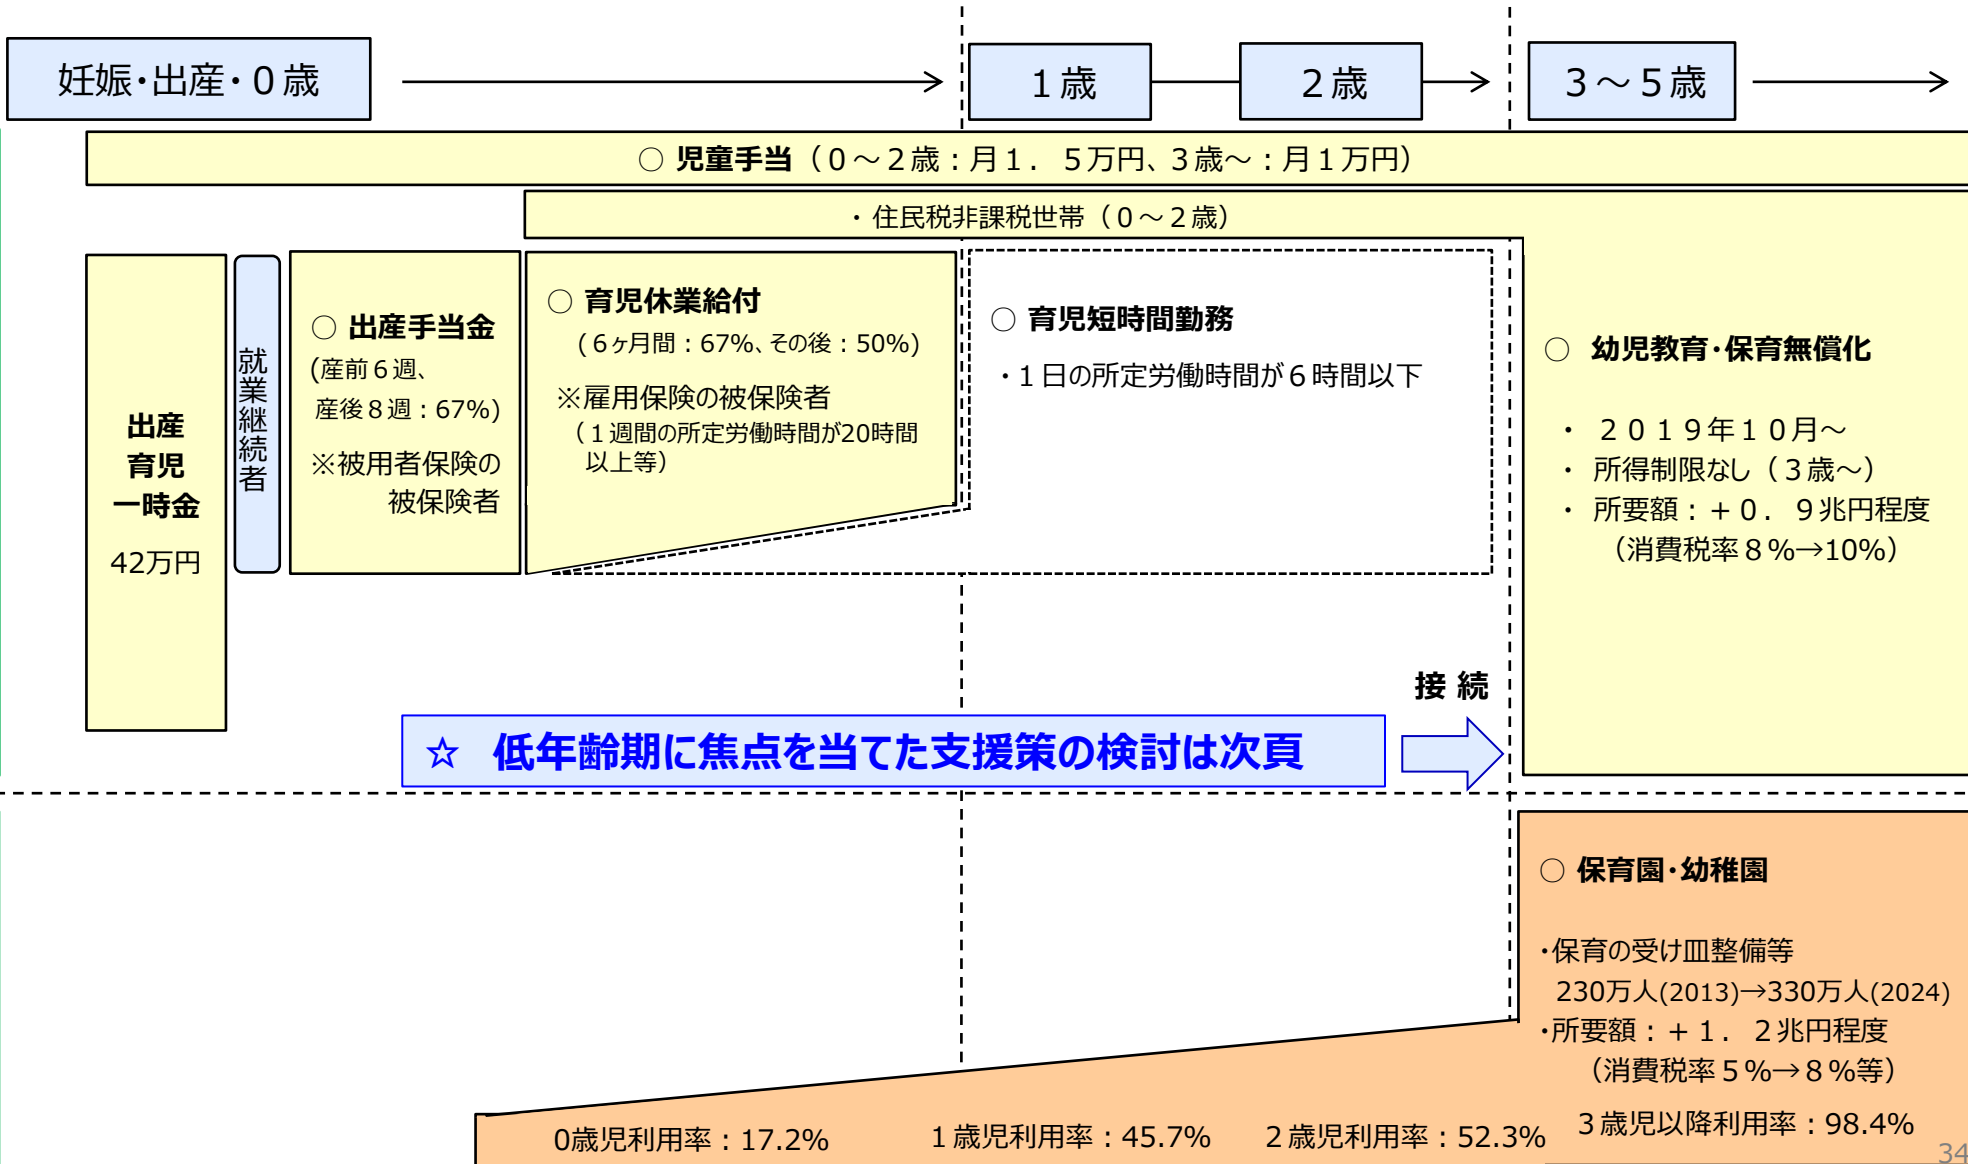 妊娠・出産・０歳
１歳
２歳
３～５歳
○ 児童手当（０～２歳：月１．５万円、３歳～：月１万円）
・住民税非課税世帯（０～２歳）
出産
育児
一時金
42万円
就業継続者
○ 出産手当金
(産前６週、
産後８週：67%)
※被用者保険の
被保険者
○ 育児休業給付
(６ヶ月間：67%、その後：50%)
※雇用保険の被保険者
（１週間の所定労働時間が20時間
以上等）
○ 育児短時間勤務
・１日の所定労働時間が６時間以下
○ 幼児教育・保育無償化
・ ２０１９年１０月～
・ 所得制限なし（３歳～）
・ 所要額：＋０．９兆円程度
（消費税率８％→10％）
接 続
☆ 低年齢期に焦点を当てた支援策の検討は次頁
○ 保育園・幼稚園
・保育の受け皿整備等
230万人(2013)→330万人(2024)
・所要額：＋１．２兆円程度
（消費税率５％→８％等）
0歳児利用率：17.2%
１歳児利用率：45.7%
２歳児利用率：52.3%
３歳児以降利用率：98.4%
34